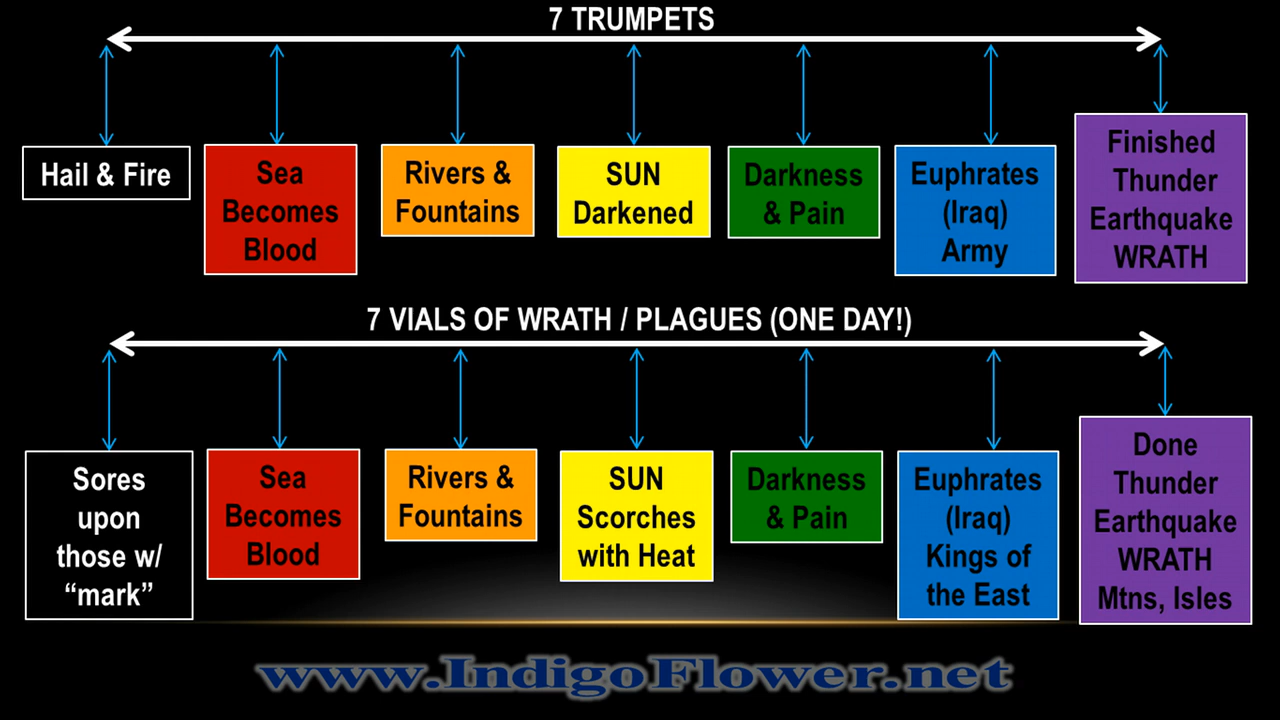 7 TRUMPETS
Hail & Fire
Sea
Becomes
Blood
Rivers &
Fountains
SUN
Darkened
Darkness
& Pain
Euphrates
(Iraq)
Army
Finished
Thunder
Earthquake
WRATH
7 VIALS OF WRATH / PLAGUES (ONE DAY!)
Sores
upon
those w/
“mark”
Sea
Becomes
Blood
Rivers &
Fountains
SUN
Scorches
with Heat
Darkness
& Pain
Euphrates
(Iraq)
Kings of
the East
Done
Thunder
Earthquake
WRATH
Mtns, Isles
www.IndigoFlower.net